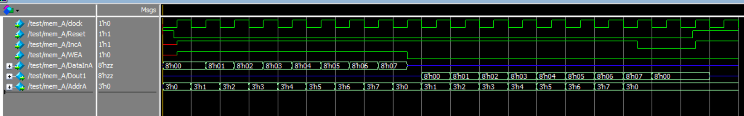 Msgs
/test/mem_A/clock 1'h0
/test/mem_A/Reset 1'h1
/test/mem_A/IncA 1'h1
/test/mem_A/WEA 1'h0
/test/mem_A/DataInA 8'hzz 8'h00 8'h01 8'h02 8'h03 8'h04 8'h05 8'h06 8'h07
/test/mem_A/Dout1 8'hzz 8'h00 8'h01 8'h02 8'h03 8'h04 8'h05 8'h06 8'h07 8'h00
/test/mem_A/AddrA 3'h0 3'h0 3'h1 3'h2 3'h3 3'h4 3'h5 3'h6 3'h7 3'h0 3'h1 3'h2 3'h3 3'h4 3'h5 3'h6 3'h7 3'h0